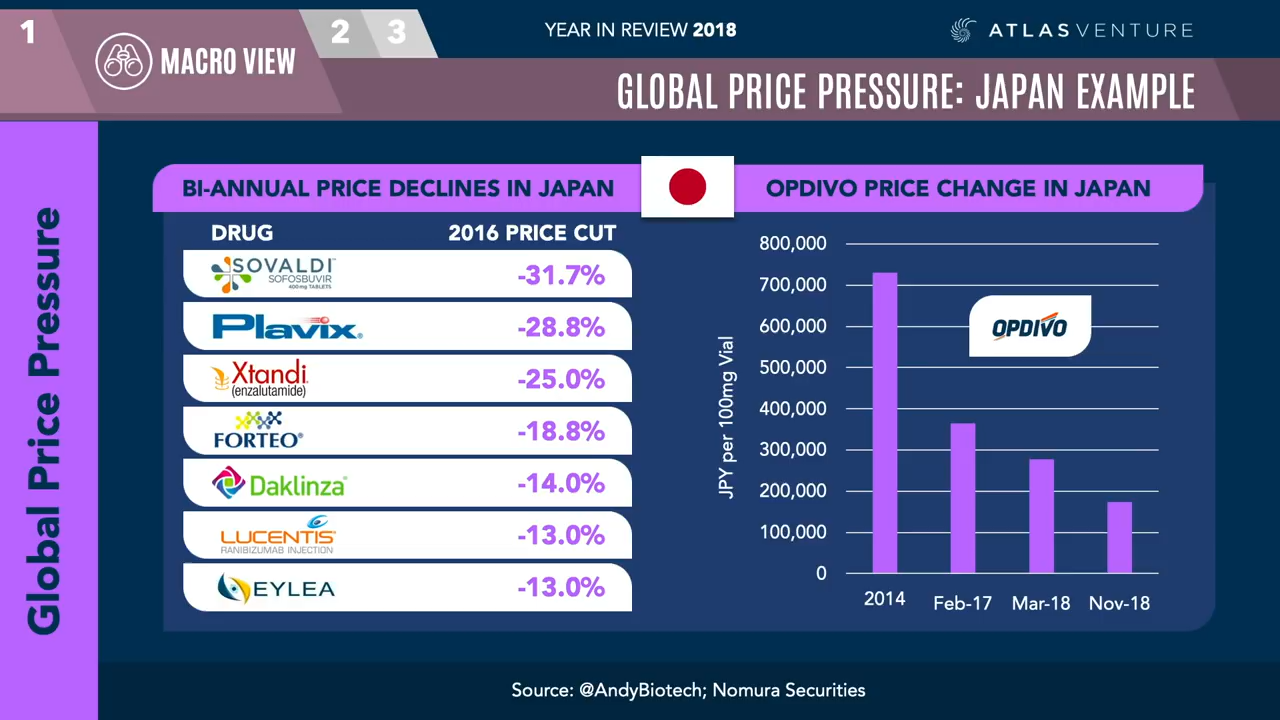 1
MACRO VIEW
2
3
YEAR IN REVIEW 2018
ATLAS VENTURE
GLOBAL PRICE PRESSURE: JAPAN EXAMPLE
Global Price Pressure
BI-ANNUAL PRICE DECLINES IN JAPAN
DRUG 2016 PRICE CUT
SOVALDI™
SOFOSBUVIR
400mg TABLETS
-31.7%
Plavix®
-28.8%
Xtandi®
(enzalutamide)
-25.0%
FORTEO®
-18.8%
Daklinza®
-14.0%
LUCENTIS®
RANIBIZUMAB INJECTION
-13.0%
EYLEA
-13.0%
OPDIVO PRICE CHANGE IN JAPAN
JPY per 100mg Vial
800,000
700,000
600,000
500,000
400,000
300,000
200,000
100,000
0
OPDIVO
2014 Feb-17 Mar-18 Nov-18
Source: @AndyBiotech; Nomura Securities